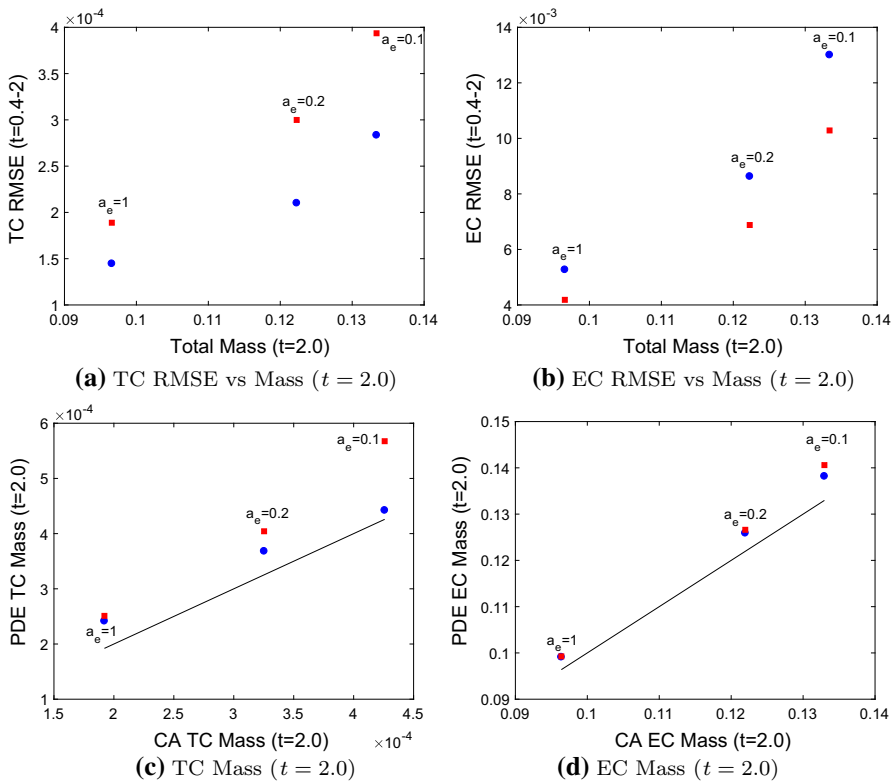 ×10⁻⁴
4
3.5
3
2.5
2
1.5
1
TC RMSE (t=0.4-2)
a_e=0.1
a_e=0.2
a_e=1
0.09 0.1 0.11 0.12 0.13 0.14
Total Mass (t=2.0)
(a) TC RMSE vs Mass (t = 2.0)
×10⁻³
14
12
10
8
6
4
EC RMSE (t=0.4-2)
a_e=0.1
a_e=0.2
a_e=1
0.09 0.1 0.11 0.12 0.13 0.14
Total Mass (t=2.0)
(b) EC RMSE vs Mass (t = 2.0)
×10⁻⁴
6
5
4
3
2
1
PDE TC Mass (t=2.0)
a_e=0.1
a_e=0.2
a_e=1
1.5 2 2.5 3 3.5 4 4.5
CA TC Mass (t=2.0)
×10⁻⁴
(c) TC Mass (t = 2.0)
0.15
0.14
0.13
0.12
0.11
0.1
0.09
PDE EC Mass (t=2.0)
a_e=0.1
a_e=0.2
a_e=1
0.09 0.1 0.11 0.12 0.13 0.14
CA EC Mass (t=2.0)
(d) EC Mass (t = 2.0)